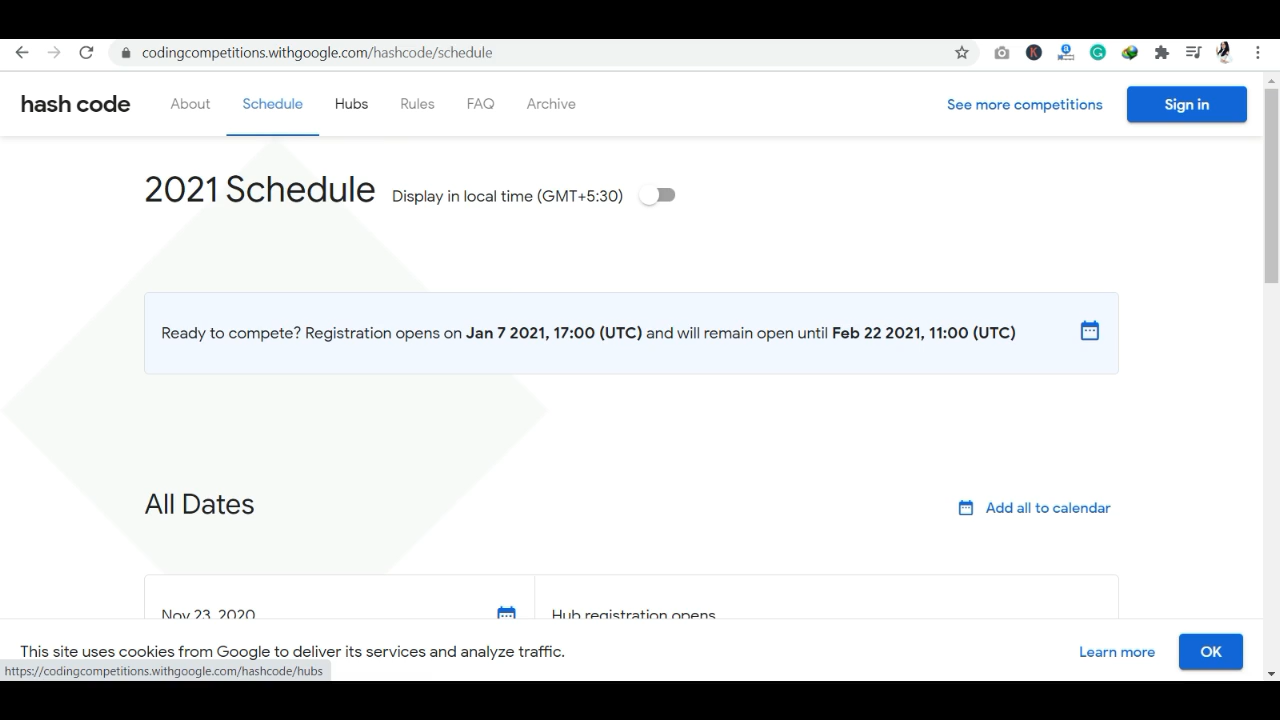 codingcompetitions.withgoogle.com/hashcode/schedule
hash code About Schedule Hubs Rules FAQ Archive See more competitions Sign in
2021 Schedule Display in local time (GMT+5:30)
Ready to compete? Registration opens on Jan 7 2021, 17:00 (UTC) and will remain open until Feb 22 2021, 11:00 (UTC)
All Dates Add all to calendar
Nov 23, 2020 Hub registration opens
This site uses cookies from Google to deliver its services and analyze traffic. Learn more OK
https://codingcompetitions.withgoogle.com/hashcode/hubs